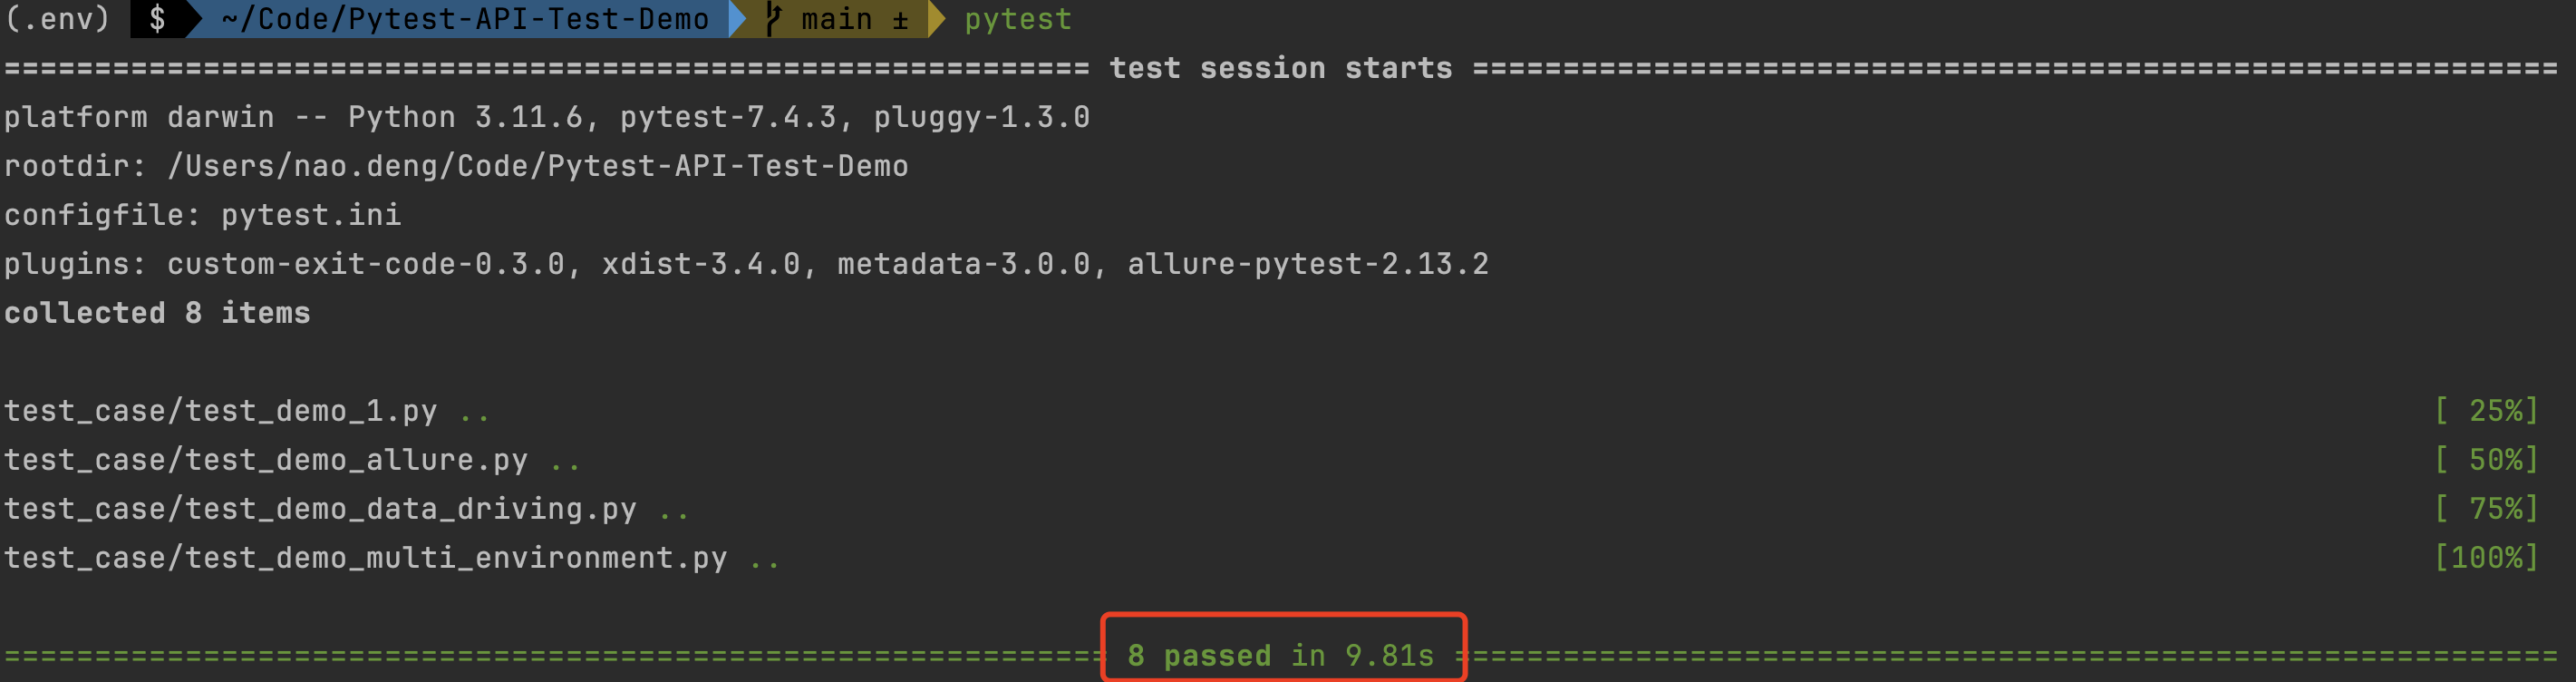 (.env) $ ~/Code/Pytest-API-Test-Demo main ± pytest
============================================================ test session starts ============================================================
platform darwin -- Python 3.11.6, pytest-7.4.3, pluggy-1.3.0
rootdir: /Users/nao.deng/Code/Pytest-API-Test-Demo
configfile: pytest.ini
plugins: custom-exit-code-0.3.0, xdist-3.4.0, metadata-3.0.0, allure-pytest-2.13.2
collected 8 items
test_case/test_demo_1.py .. [ 25%]
test_case/test_demo_allure.py .. [ 50%]
test_case/test_demo_data_driving.py .. [ 75%]
test_case/test_demo_multi_environment.py .. [100%]
============================================================= 8 passed in 9.81s =============================================================